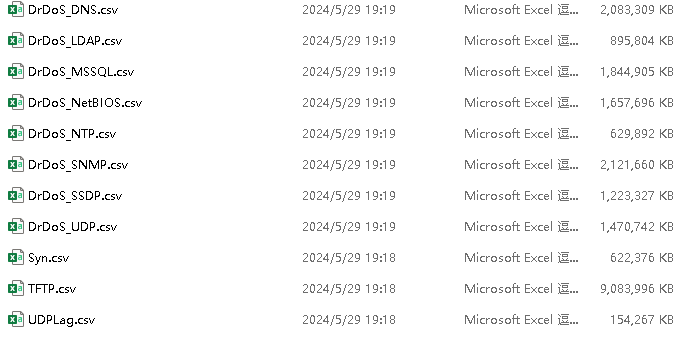 DrDoS_DNS.csv 2024/5/29 19:19 Microsoft Excel 逗... 2,083,309 KB
DrDoS_LDAP.csv 2024/5/29 19:19 Microsoft Excel 逗... 895,804 KB
DrDoS_MSSQL.csv 2024/5/29 19:19 Microsoft Excel 逗... 1,844,905 KB
DrDoS_NetBIOS.csv 2024/5/29 19:19 Microsoft Excel 逗... 1,657,696 KB
DrDoS_NTP.csv 2024/5/29 19:19 Microsoft Excel 逗... 629,892 KB
DrDoS_SNMP.csv 2024/5/29 19:19 Microsoft Excel 逗... 2,121,660 KB
DrDoS_SSDP.csv 2024/5/29 19:19 Microsoft Excel 逗... 1,223,327 KB
DrDoS_UDP.csv 2024/5/29 19:19 Microsoft Excel 逗... 1,470,742 KB
Syn.csv 2024/5/29 19:18 Microsoft Excel 逗... 622,376 KB
TFTP.csv 2024/5/29 19:18 Microsoft Excel 逗... 9,083,996 KB
UDPLag.csv 2024/5/29 19:18 Microsoft Excel 逗... 154,267 KB